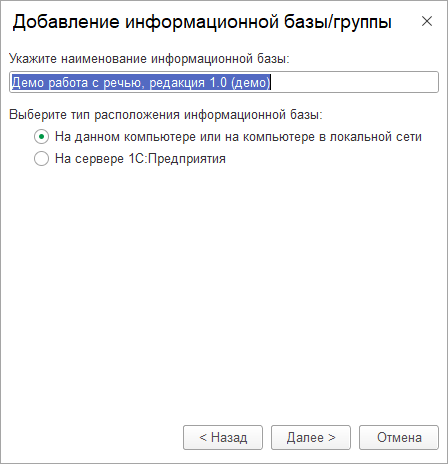 Добавление информационной базы/группы
Укажите наименование информационной базы:
Демо работа с речью, редакция 1.0 (демо)
Выберите тип расположения информационной базы:
На данном компьютере или на компьютере в локальной сети
На сервере 1С:Предприятия
< Назад
Далее >
Отмена